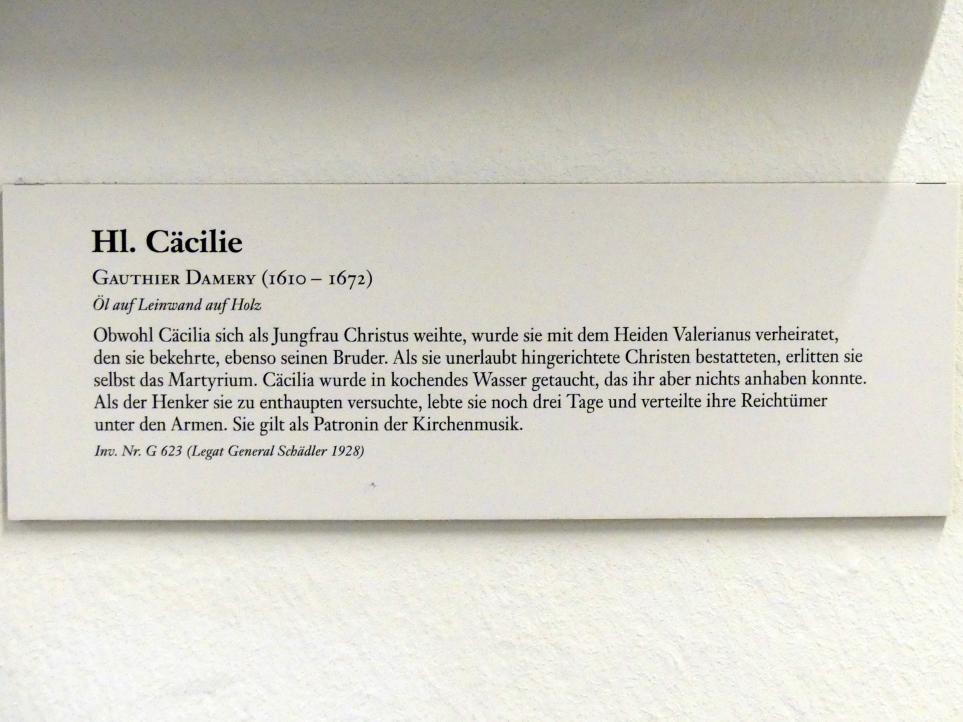 Hl. Cäcilie
Gauthier Damery (1610 – 1672)
Öl auf Leinwand auf Holz
Obwohl Cäcilia sich als Jungfrau Christus weihte, wurde sie mit dem Heiden Valerianus verheiratet,
den sie bekehrte, ebenso seinen Bruder. Als sie unerlaubt hingerichtete Christen bestatteten, erlitten sie
selbst das Martyrium. Cäcilia wurde in kochendes Wasser getaucht, das ihr aber nichts anhaben konnte.
Als der Henker sie zu enthaupten versuchte, lebte sie noch drei Tage und verteilte ihre Reichtümer
unter den Armen. Sie gilt als Patronin der Kirchenmusik.
Inv. Nr. G 623 (Legat General Schädler 1928)